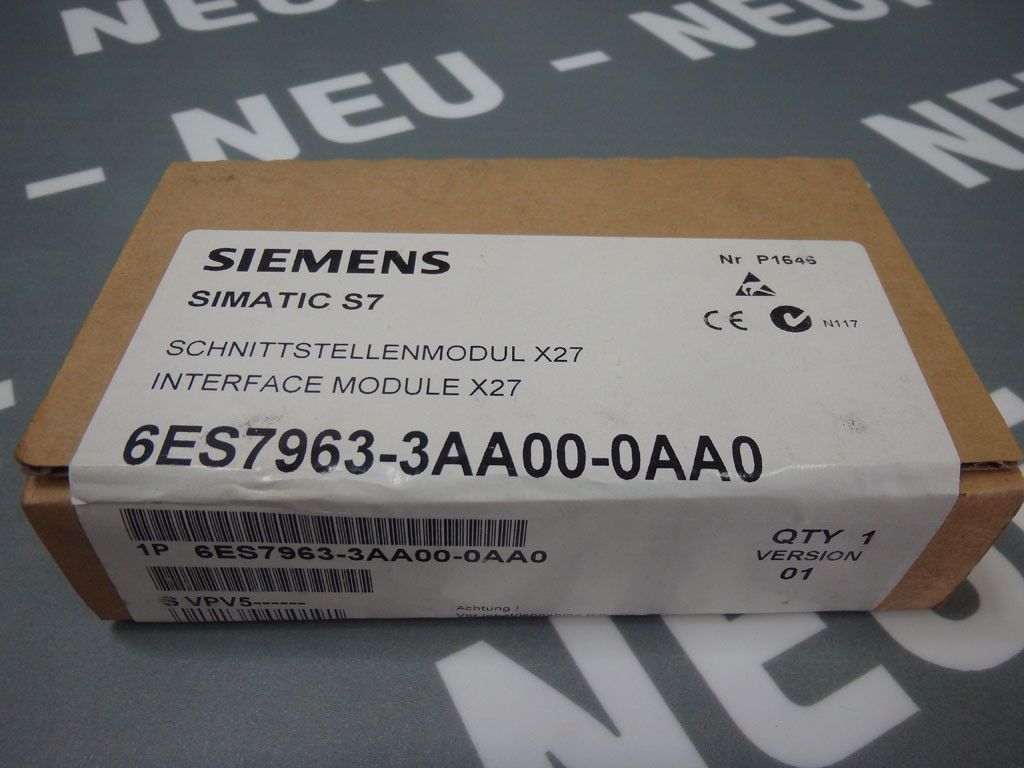 NEU
- NEU - NEU
NEU
SIEMENS
Nr P1646
SIMATIC S7
CE N117
SCHNITTSTELLENMODUL X27
INTERFACE MODULE X27
6ES7963-3AA00-0AA0
QTY 1
1P 6ES7963-3AA00-0AA0
VERSION
01
S VPV5------
Achtung !
NEU